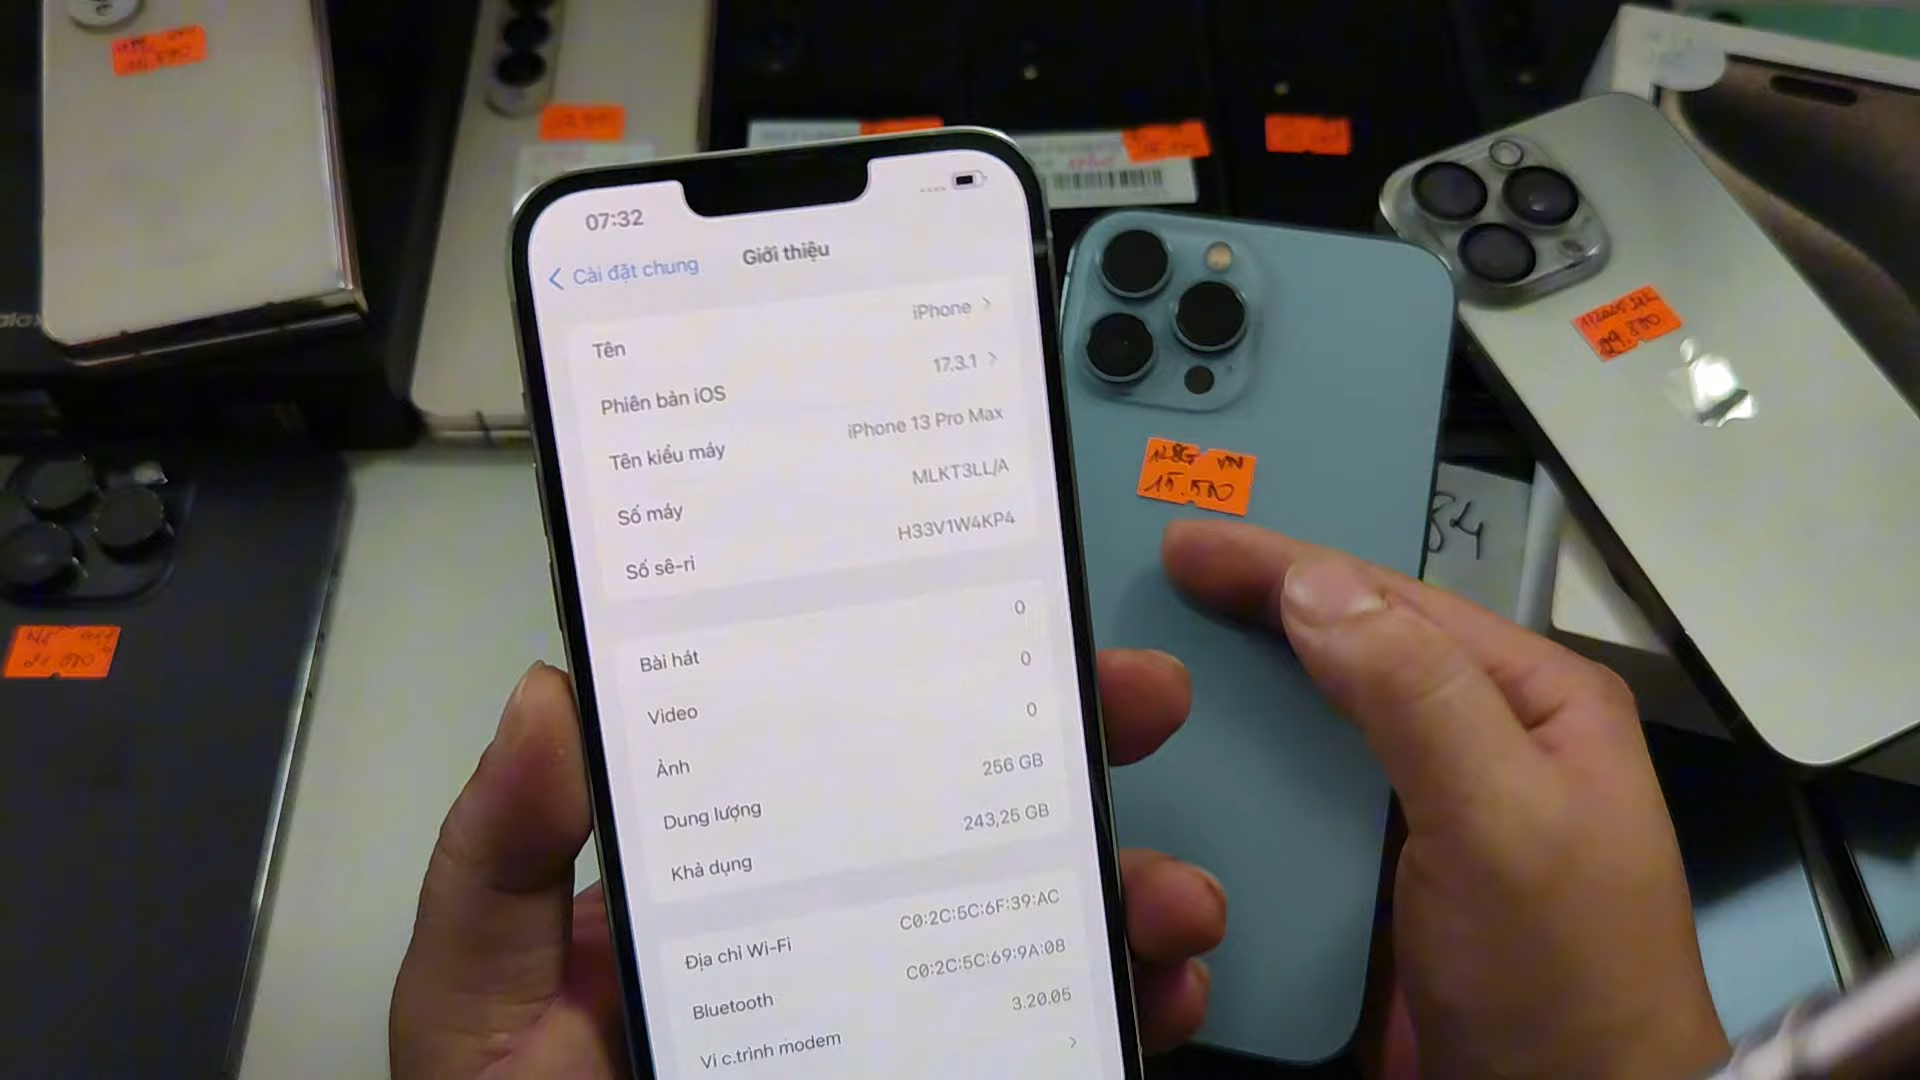 07:32
Cài đặt chung
Giới thiệu
Tên
iPhone
Phiên bản iOS
17.3.1
Tên kiểu máy
iPhone 13 Pro Max
Số máy
MLKT3LL/A
Số sê-ri
H33V1W4KP4
Bài hát
0
Video
0
Ảnh
0
Dung lượng
256 GB
Khả dụng
243,25 GB
Địa chỉ Wi-Fi
C0:2C:5C:6F:39:AC
Bluetooth
C0:2C:5C:69:9A:08
Vi c.trình modem
3.20.05
128G VN
15.500
84